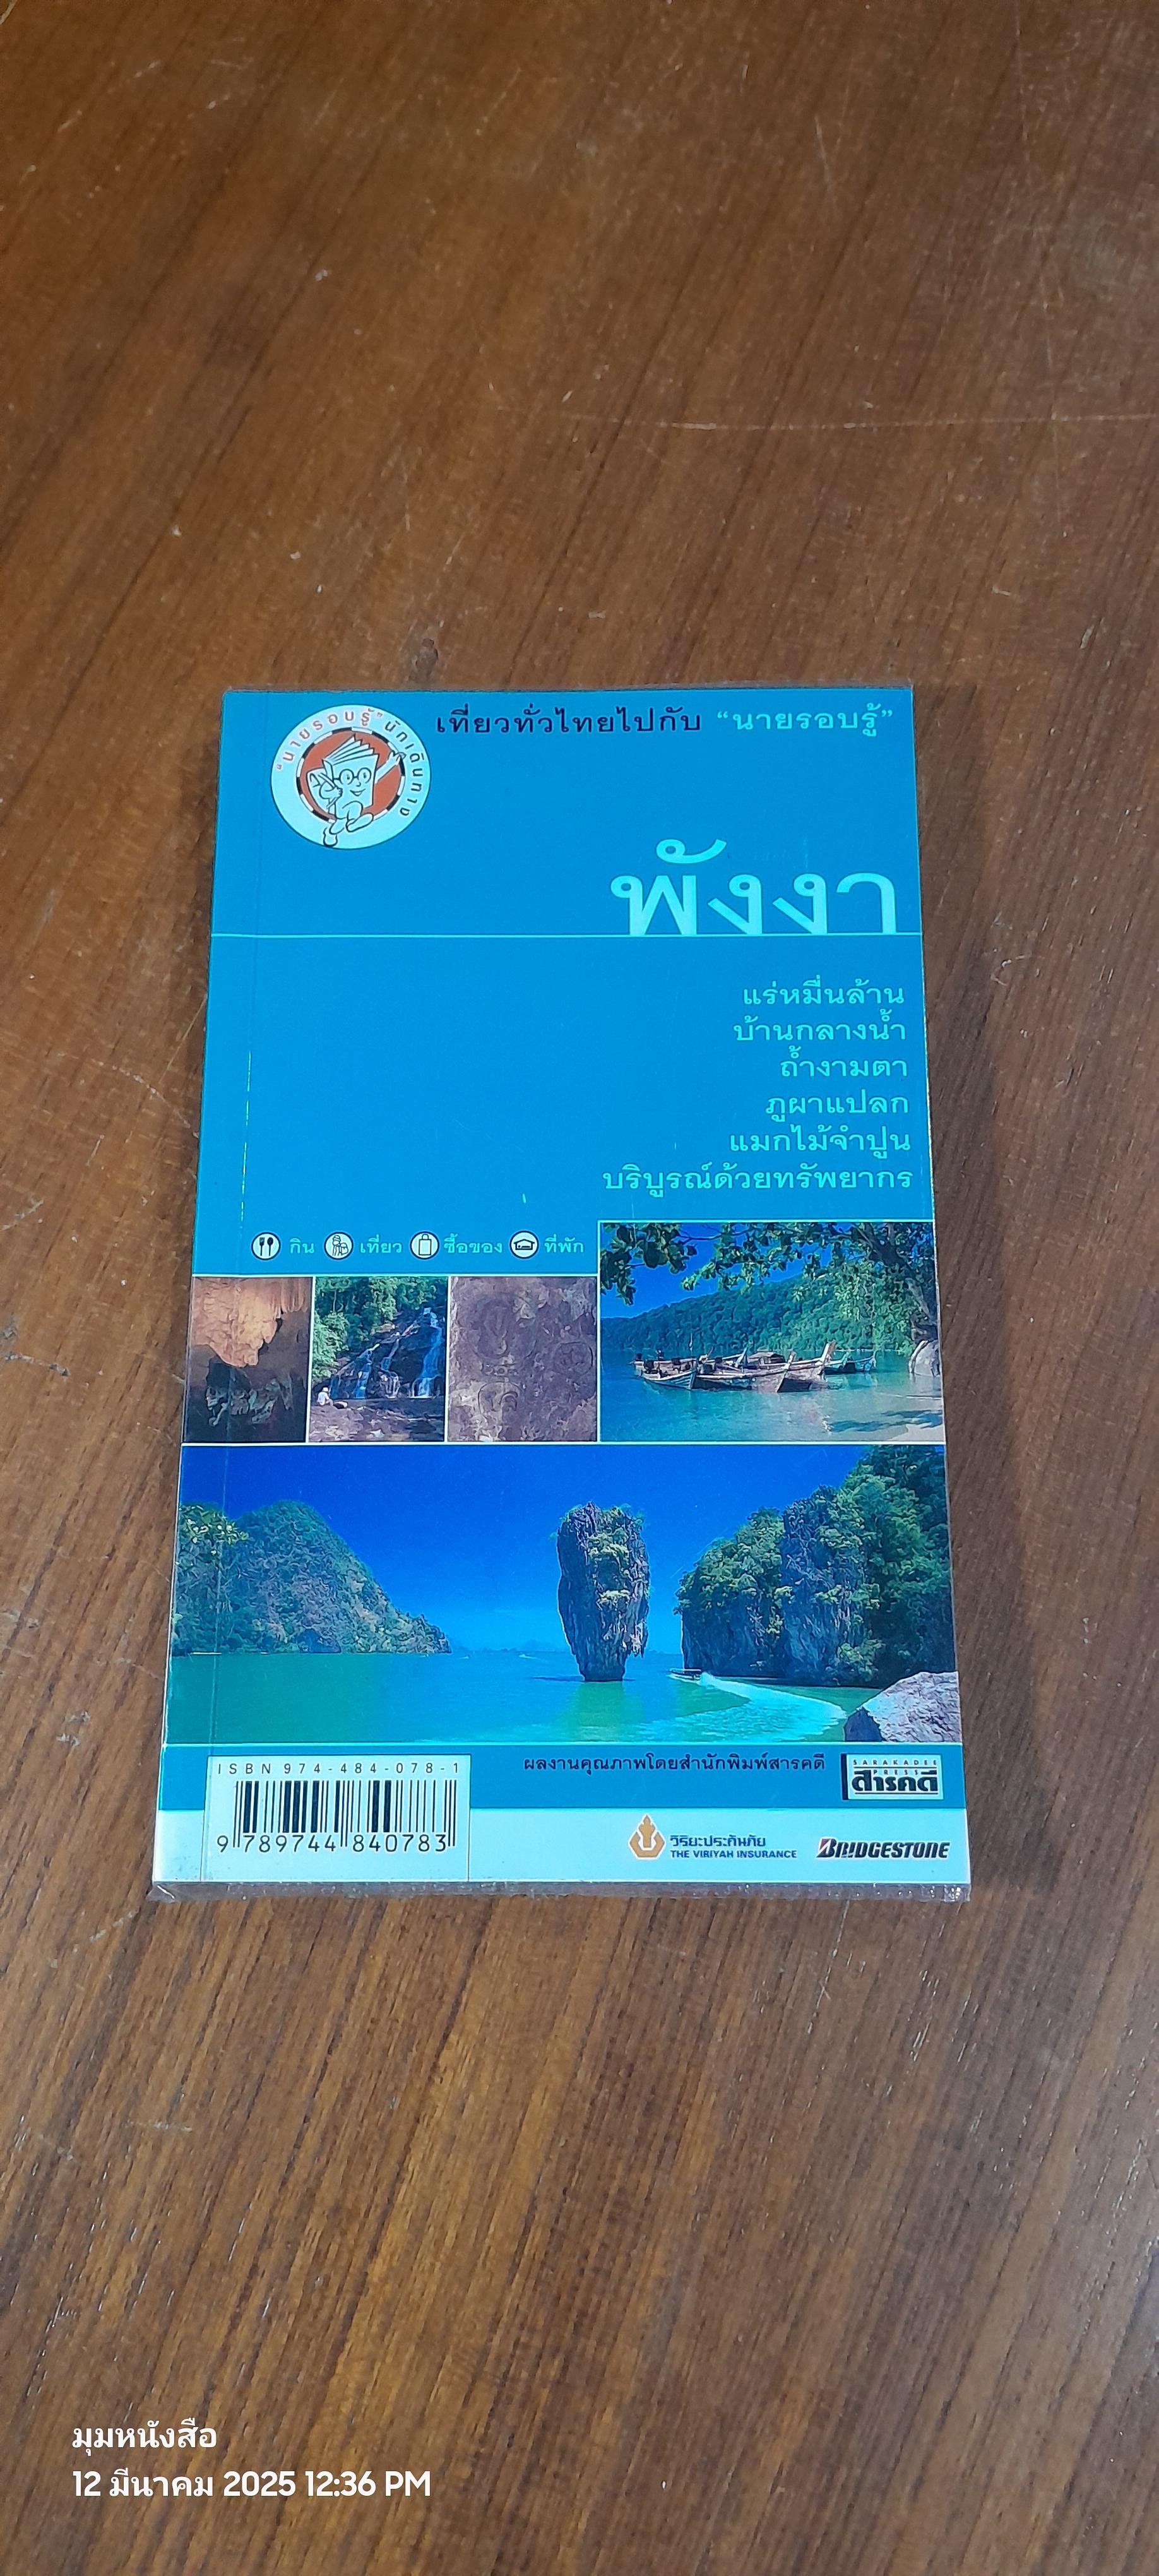 "นายรอบรู้" นักเดินทาง
เที่ยวทั่วไทยไปกับ "นายรอบรู้"
พังงา
แร่หมื่นล้าน
บ้านกลางน้ำ
ถ้ำงามตา
ภูผาแปลก
แมกไม้จำปูน
บริบูรณ์ด้วยทรัพยากร
กิน เที่ยว ซื้อของ ที่พัก
ผลงานคุณภาพโดยสำนักพิมพ์สารคดี
SARAKADEE
PRESS
สารคดี
ISBN 974-484-078-1
9 789744 840783
วิริยะประกันภัย
THE VIRIYAH INSURANCE
BRIDGESTONE
มุมหนังสือ
12 มีนาคม 2025 12:36 PM